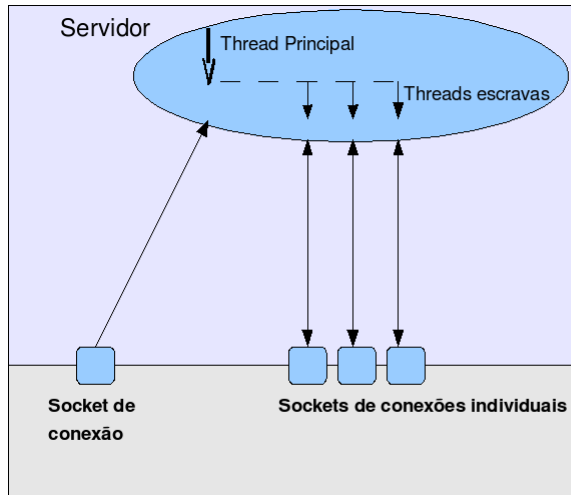 Servidor
Thread Principal
Threads escravas
Socket de
conexão
Sockets de conexões individuais